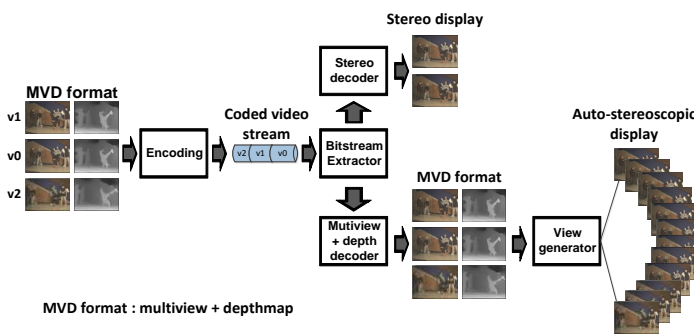 Stereo display
Stereo
decoder
MVD format
v1
v0
v2
Encoding
Coded video
stream
v2 v1 v0
Bitstream
Extractor
Mutiview
+ depth
decoder
MVD format
View
generator
Auto-stereoscopic
display
MVD format : multiview + depthmap